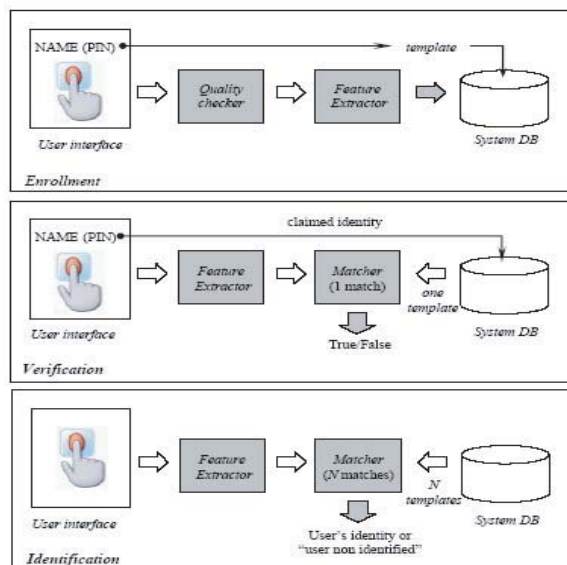 NAME (PIN)
template
Quality
checker
Feature
Extractor
User interface
System DB
Enrollment
claimed identity
NAME (PIN)
Feature
Extractor
Matcher
(1 match)
one
template
User interface
True/False
System DB
Verification
Feature
Extractor
Matcher
(N matches)
N
templates
User interface
System DB
User's identity or
"user non identified"
Identification